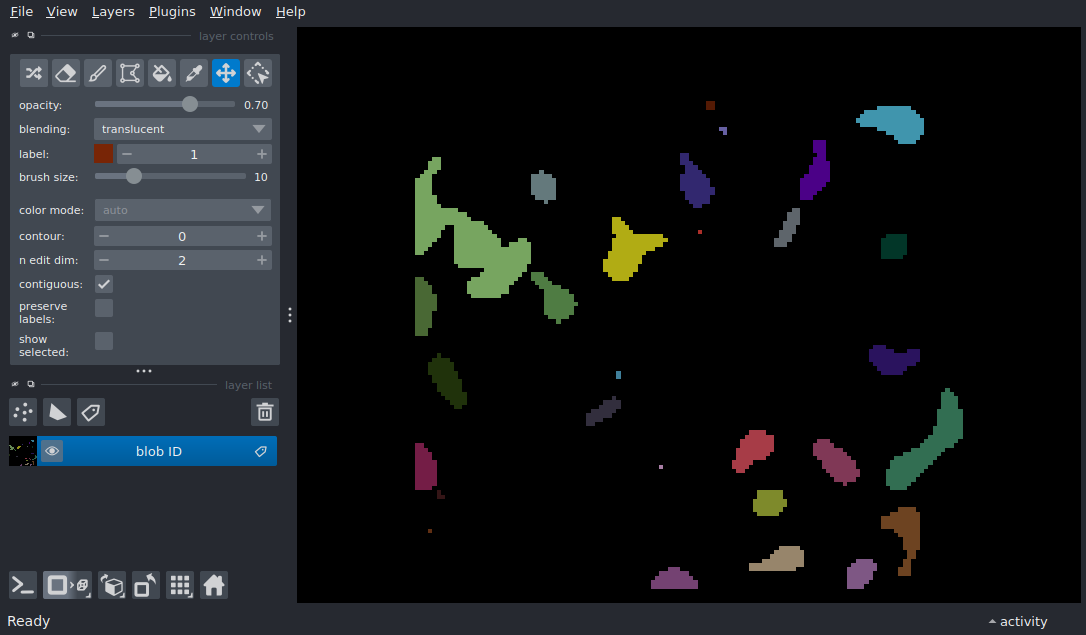 File View Layers Plugins Window Help
layer controls
opacity: 0.70
blending: translucent
label: 1
brush size: 10
color mode: auto
contour: 0
n edit dim: 2
contiguous:
preserve
labels:
show
selected:
layer list
blob ID
Ready
activity